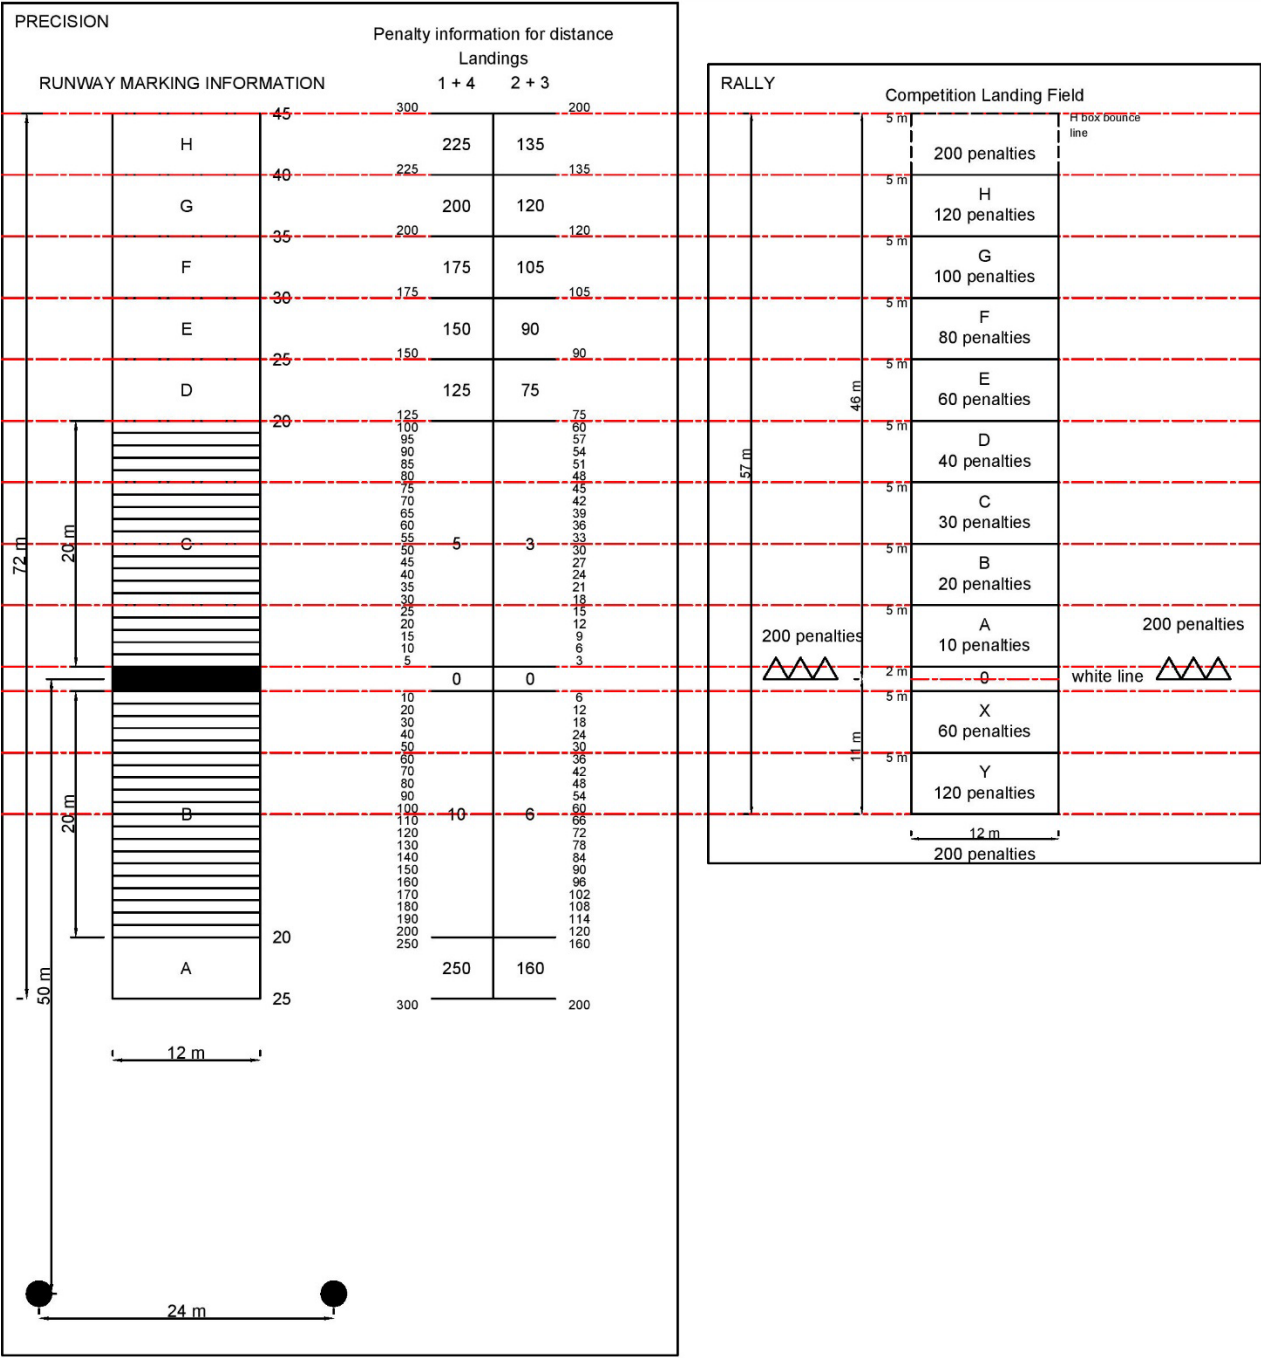 PRECISION
Penalty information for distance
Landings
RUNWAY MARKING INFORMATION
1 + 4 2 + 3
300 200
45
H 225 135
40 225 135
G 200 120
35 200 120
F 175 105
30 175 105
E 150 90
25 150 90
D 125 75
20 125 75
100 60
95 57
90 54
85 51
80 48
75 45
70 42
65 39
60 36
55 33
C 5 3
50 30
45 27
40 24
35 21
30 18
25 15
20 12
15 9
10 6
5 3
0 0
10 6
20 12
30 18
40 24
50 30
60 36
70 42
80 48
90 54
100 60
B 10 6
110 66
120 72
130 78
140 84
150 90
160 96
170 102
180 108
190 114
200 120
20
250 160
A 250 160
25
300 200
72 m
20 m
20 m
50 m
12 m
24 m
RALLY
Competition Landing Field
5 m
H box bounce
line
200 penalties
5 m
H
120 penalties
5 m
G
100 penalties
5 m
F
80 penalties
5 m
E
60 penalties
5 m
D
40 penalties
5 m
C
30 penalties
5 m
B
20 penalties
5 m
A
10 penalties
200 penalties
200 penalties
2 m
0
white line
5 m
X
60 penalties
5 m
Y
120 penalties
57 m
46 m
11 m
12 m
200 penalties